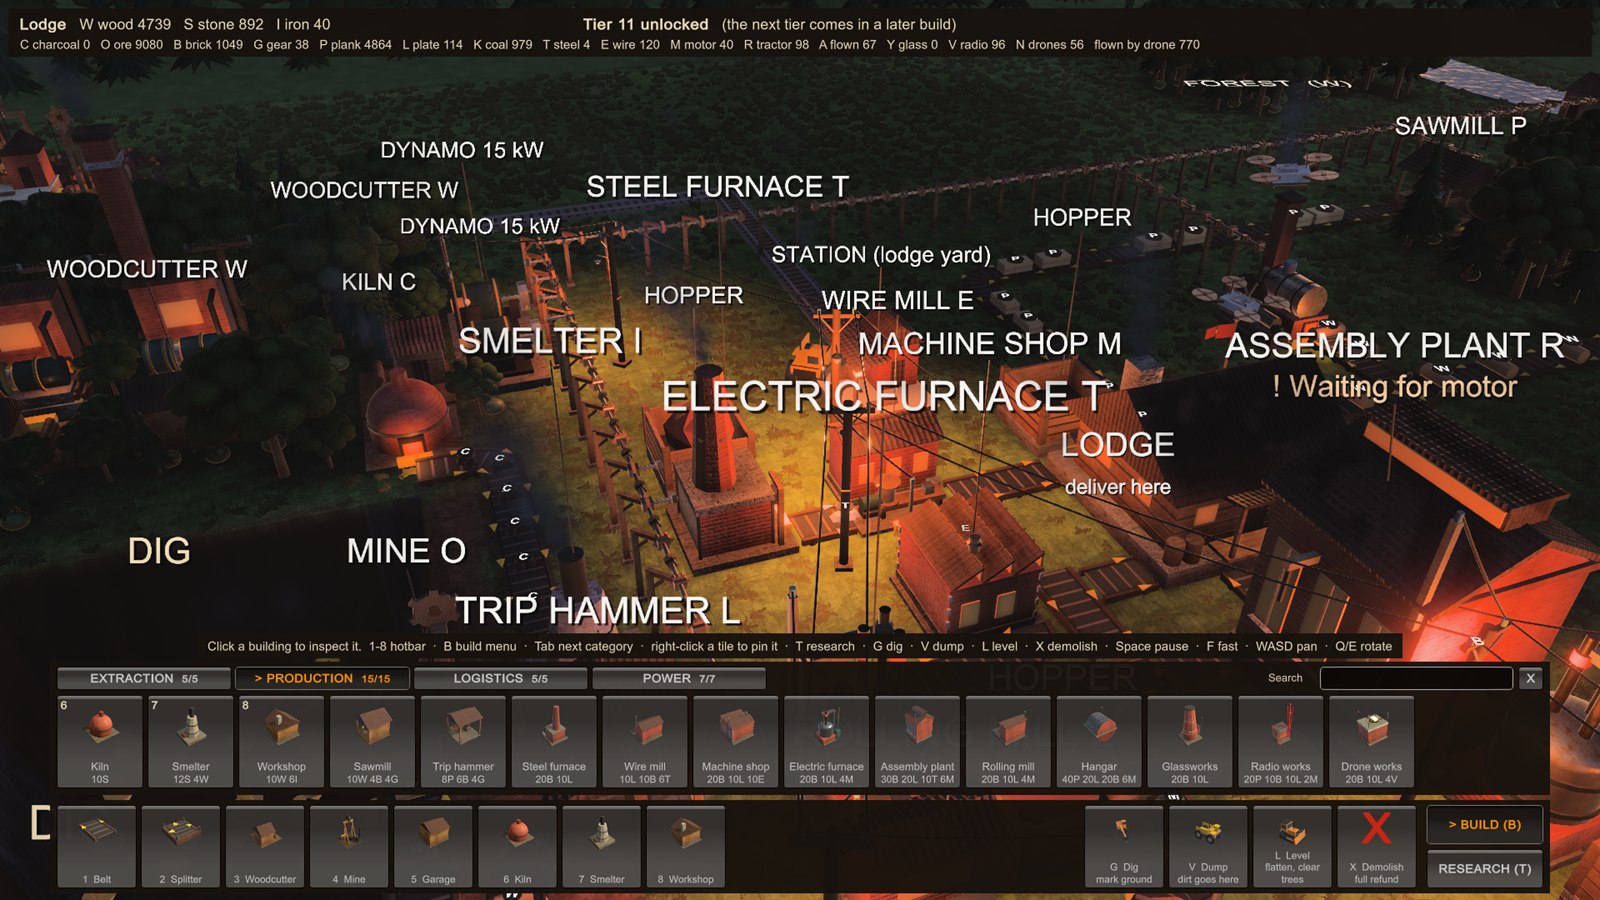 Lodge W wood 4739 S stone 892 I iron 40
Tier 11 unlocked (the next tier comes in a later build)
C charcoal 0 O ore 9080 B brick 1049 G gear 38 P plank 4864 L plate 114 K coal 979 T steel 4 E wire 120 M motor 40 R tractor 98 A flown 67 Y glass 0 V radio 96 N drones 56 flown by drone 770
FOREST (W)
SAWMILL P
DYNAMO 15 kW
WOODCUTTER W
STEEL FURNACE T
HOPPER
DYNAMO 15 kW
STATION (lodge yard)
WOODCUTTER W
KILN C
HOPPER
WIRE MILL E
SMELTER I
MACHINE SHOP M
ASSEMBLY PLANT R
! Waiting for motor
ELECTRIC FURNACE T
LODGE
deliver here
DIG
MINE O
TRIP HAMMER L
Click a building to inspect it. 1-8 hotbar · B build menu · Tab next category · right-click a tile to pin it · T research · G dig · V dump · L level · X demolish · Space pause · F fast · WASD pan · Q/E rotate
EXTRACTION 5/5
> PRODUCTION 15/15
LOGISTICS 5/5
POWER 7/7
HOPPER
Search
X
6
Kiln
10S
7
Smelter
12S 4W
8
Workshop
10W 6I
Sawmill
10W 4B 4G
Trip hammer
8P 6B 4G
Steel furnace
20B 10L
Wire mill
10L 10B 6T
Machine shop
20B 10L 10E
Electric furnace
20B 10L 4M
Assembly plant
30B 20L 10T 6M
Rolling mill
20B 10L 4M
Hangar
40P 20L 20B 6M
Glassworks
20B 10L
Radio works
20P 10B 10L 2M
Drone works
20B 10L 4V
1 Belt
2 Splitter
3 Woodcutter
4 Mine
5 Garage
6 Kiln
7 Smelter
8 Workshop
G Dig
mark ground
V Dump
dirt goes here
L Level
flatten, clear
trees
X Demolish
full refund
> BUILD (B)
RESEARCH (T)